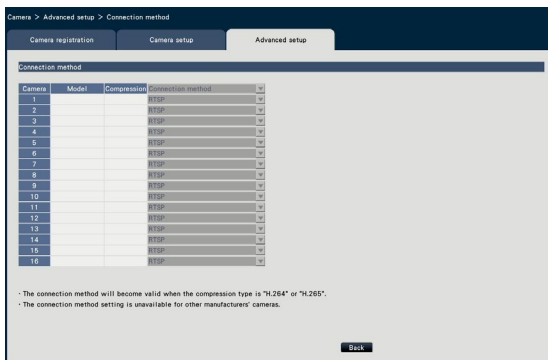 Camera > Advanced setup > Connection method
Camera registration Camera setup Advanced setup
Connection method
Camera Model Compression Connection method
1 RTSP
2 RTSP
3 RTSP
4 RTSP
5 RTSP
6 RTSP
7 RTSP
8 RTSP
9 RTSP
10 RTSP
11 RTSP
12 RTSP
13 RTSP
14 RTSP
15 RTSP
16 RTSP
· The connection method will become valid when the compression type is "H.264" or "H.265".
· The connection method setting is unavailable for other manufacturers' cameras.
Back